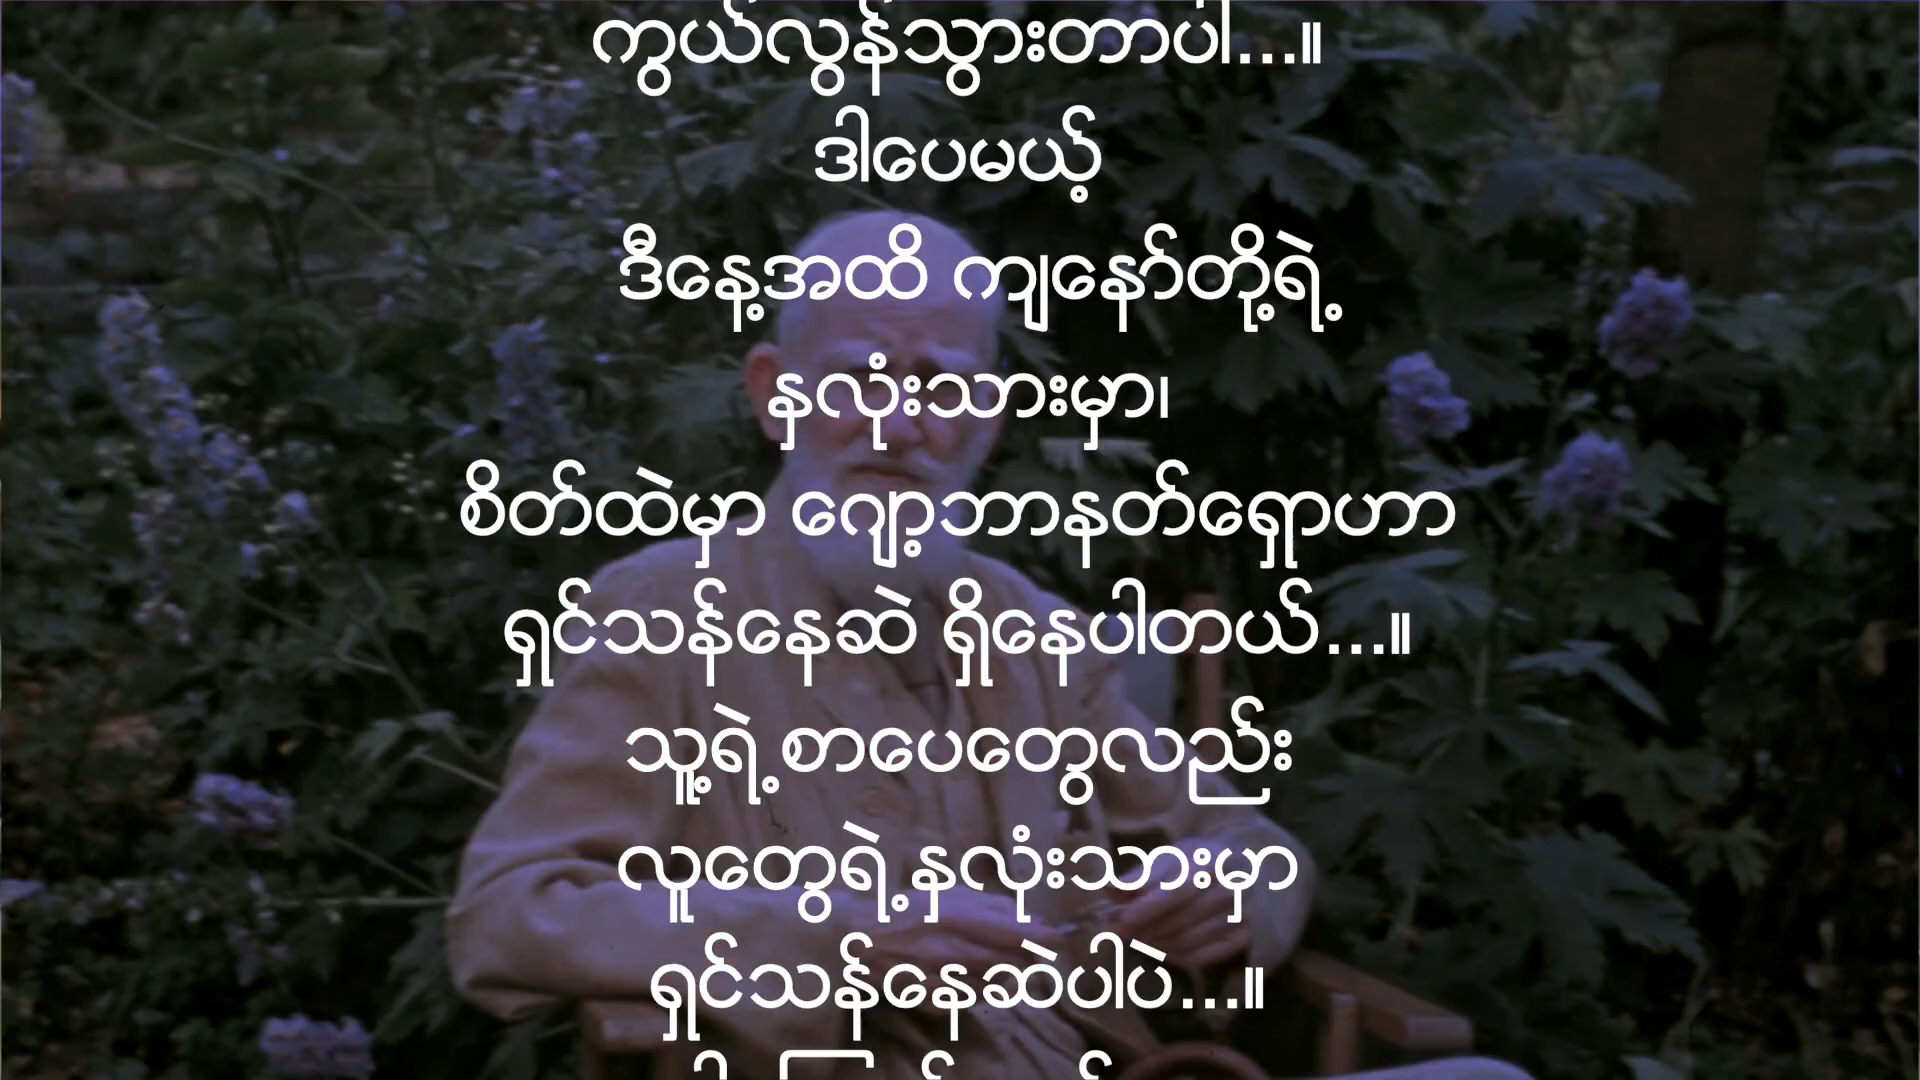 ကွယ်လွန်သွားတာပါ...။
ဒါပေမယ့်
ဒီနေ့အထိ ကျနော်တို့ရဲ့
နှလုံးသားမှာ၊
စိတ်ထဲမှာ ဂျော့ဘာနတ်ရှောဟာ
ရှင်သန်နေဆဲ ရှိနေပါတယ်...။
သူ့ရဲ့စာပေတွေလည်း
လူတွေရဲ့နှလုံးသားမှာ
ရှင်သန်နေဆဲပါပဲ...။